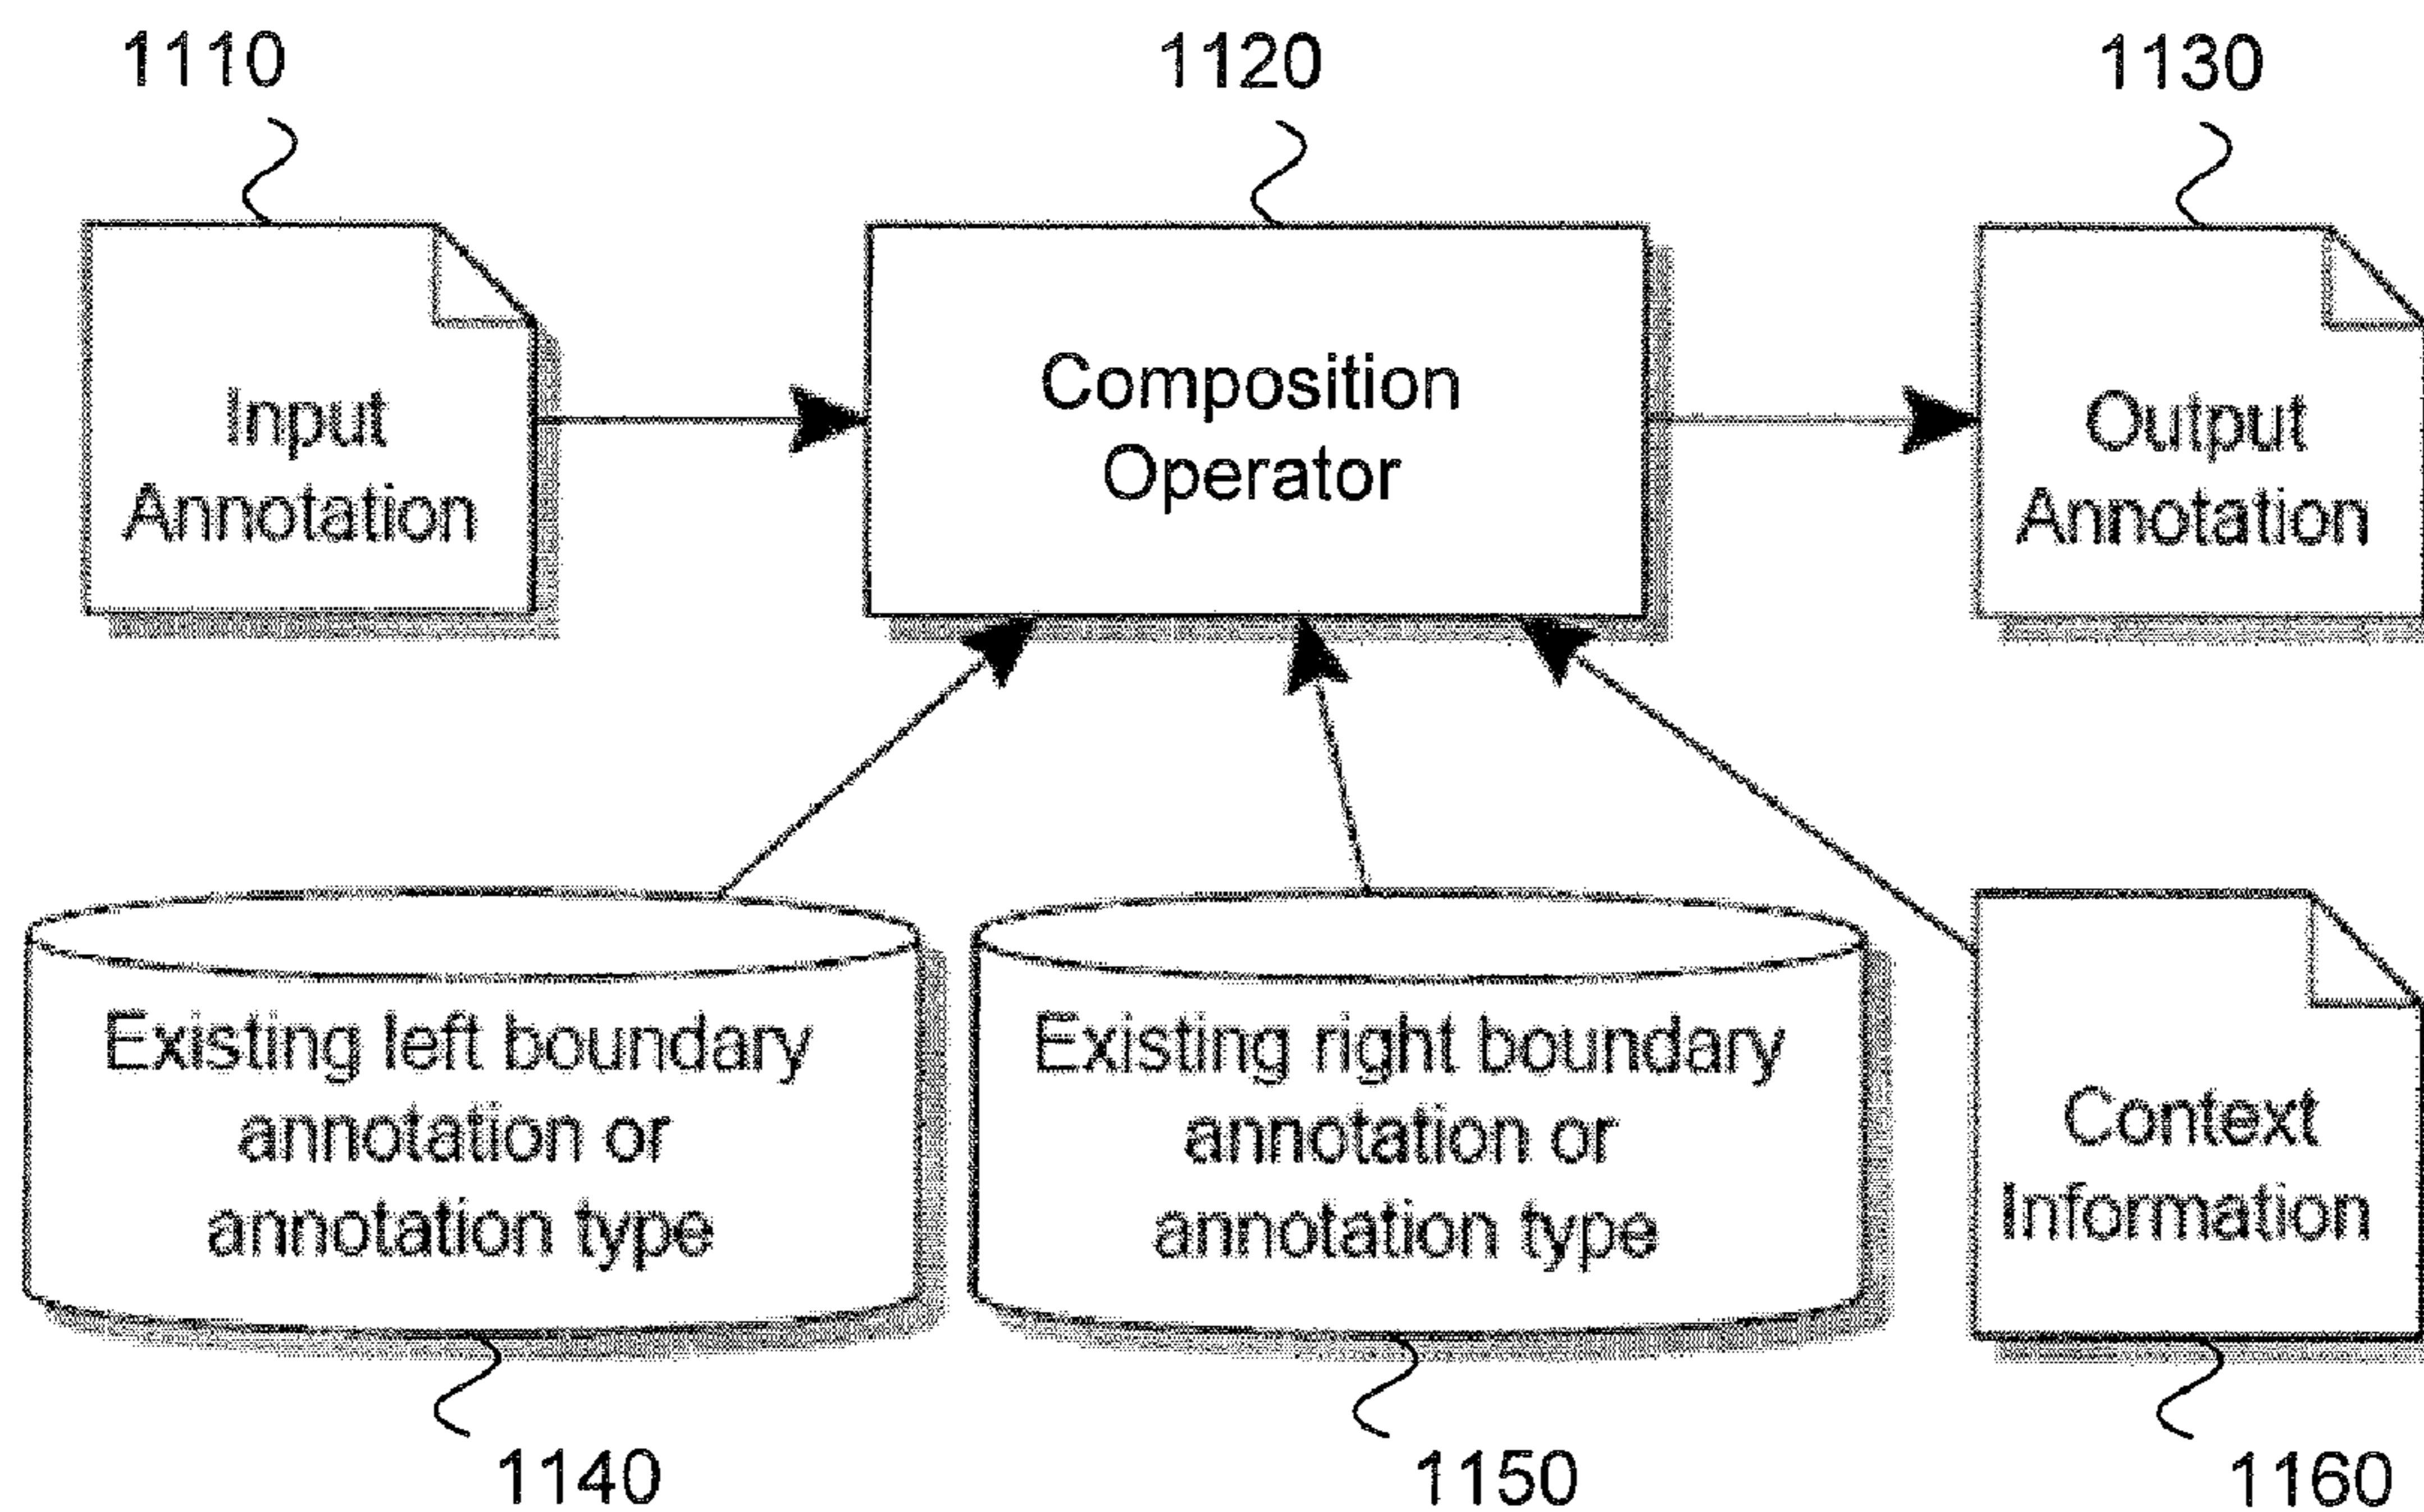 1110
1120
1130
Input
Annotation
Composition
Operator
Output
Annotation
Existing left boundary
annotation or
annotation type
Existing right boundary
annotation or
annotation type
Context
Information
1140
1150
1160